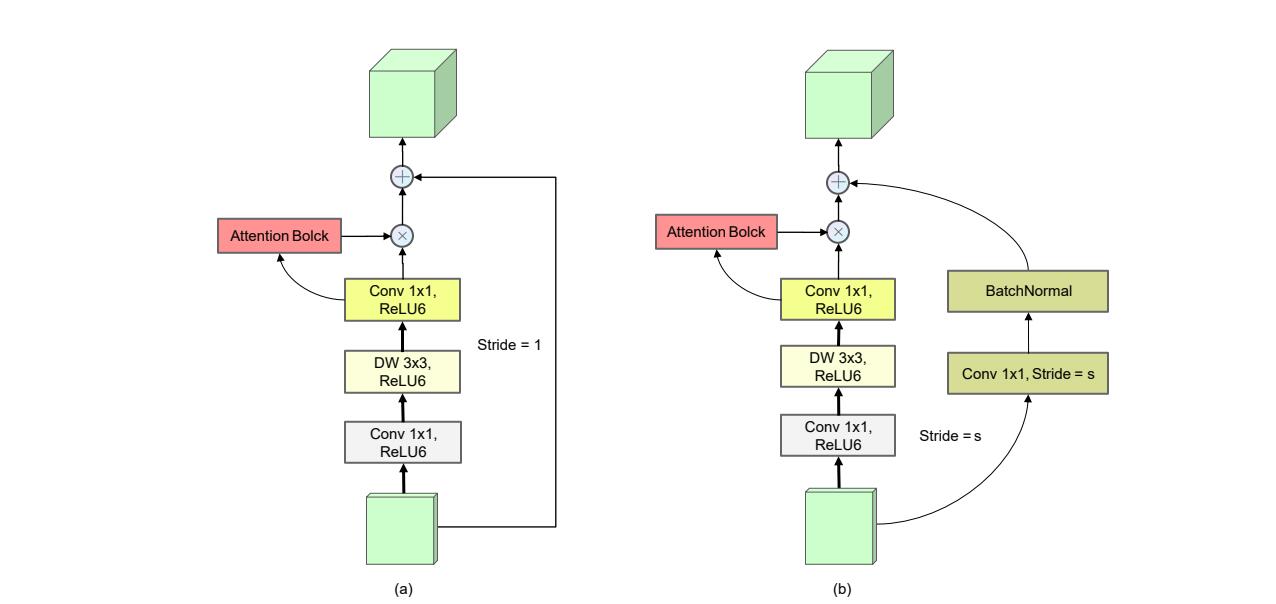 Attention Bolck
Conv 1x1,
ReLU6
DW 3x3,
ReLU6
Conv 1x1,
ReLU6
Stride = 1
(a)
Attention Bolck
Conv 1x1,
ReLU6
DW 3x3,
ReLU6
Conv 1x1,
ReLU6
BatchNormal
Conv 1x1, Stride = s
Stride = s
(b)